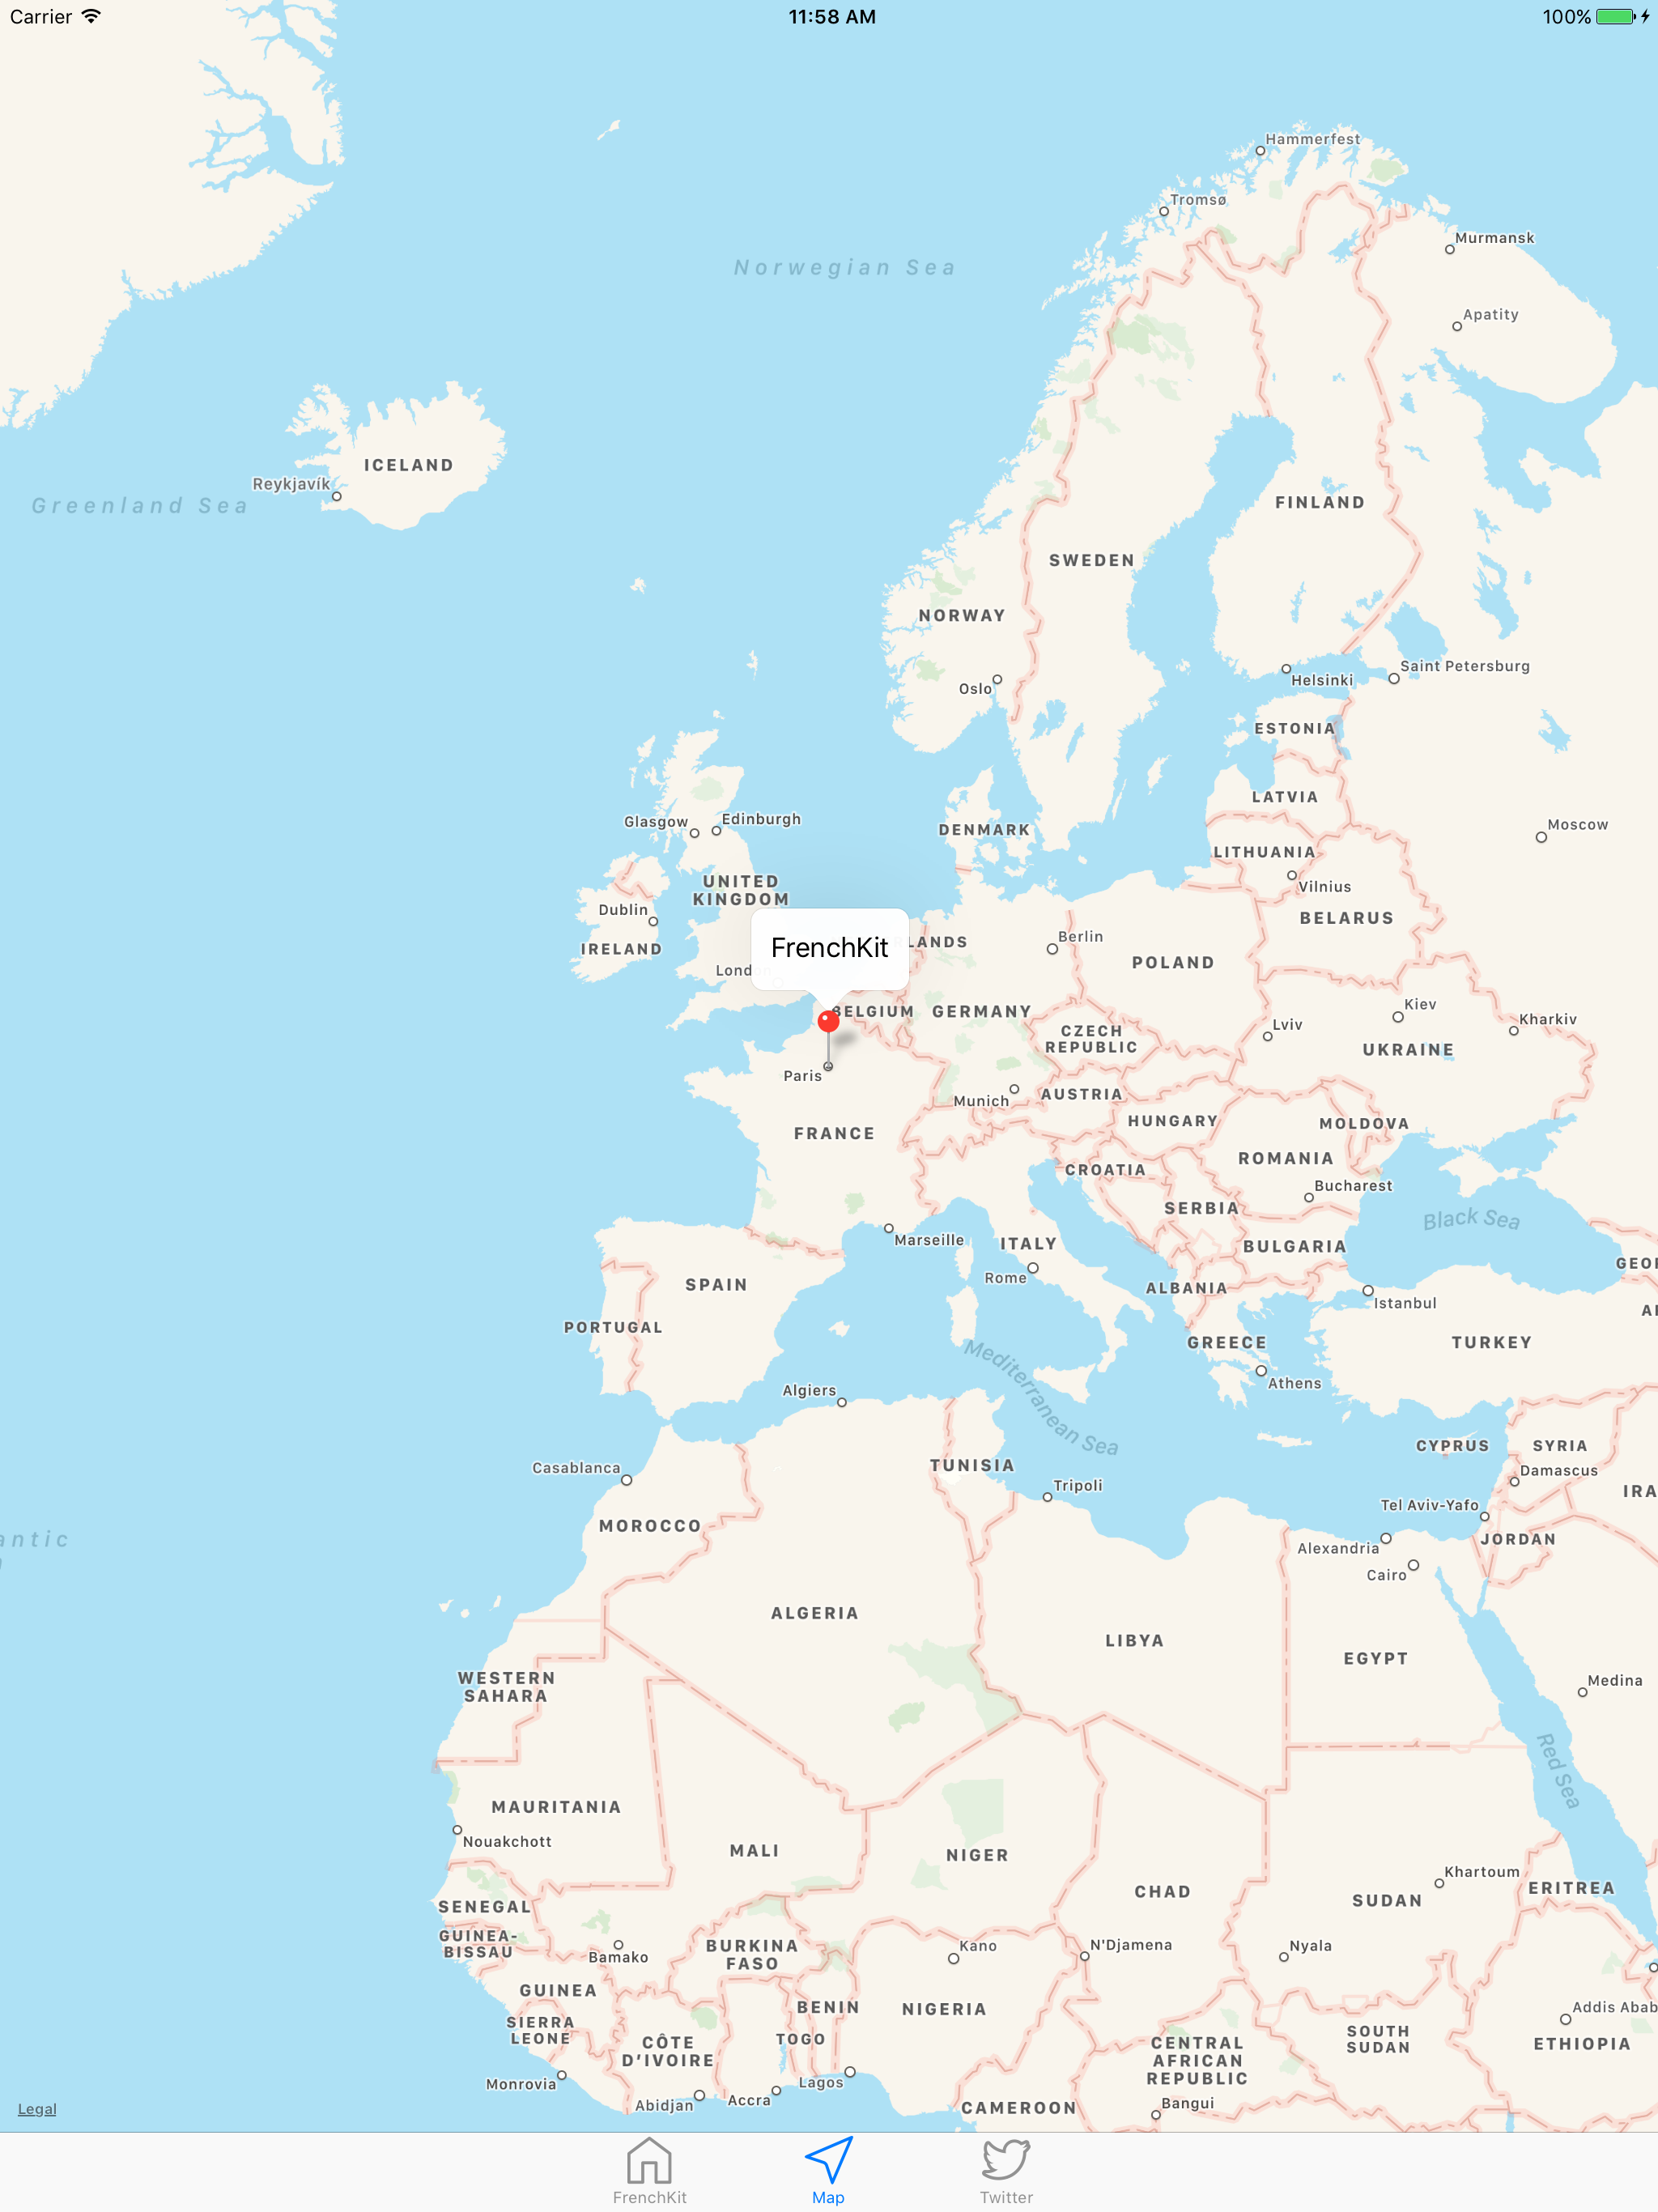 Carrier
11:58 AM
100%
Hammerfest
Tromsø
Murmansk
Norwegian Sea
Apatity
ICELAND
Reykjavík
Greenland Sea
FINLAND
SWEDEN
NORWAY
Saint Petersburg
Helsinki
Oslo
ESTONIA
LATVIA
Glasgow
Edinburgh
Moscow
DENMARK
LITHUANIA
UNITED
KINGDOM
Vilnius
Dublin
BELARUS
Berlin
IRELAND
FrenchKit
RLANDS
POLAND
London
Kiev
BELGIUM
GERMANY
Kharkiv
Lviv
CZECH
REPUBLIC
UKRAINE
Paris
Munich
AUSTRIA
HUNGARY
MOLDOVA
FRANCE
ROMANIA
CROATIA
Bucharest
SERBIA
Black Sea
Marseille
ITALY
BULGARIA
GEOR
Rome
SPAIN
ALBANIA
Istanbul
AR
PORTUGAL
GREECE
TURKEY
Mediterranean Sea
Algiers
Athens
CYPRUS
SYRIA
Casablanca
TUNISIA
Damascus
Tripoli
IRA
Tel Aviv-Yafo
MOROCCO
antic
JORDAN
Alexandria
Cairo
ALGERIA
LIBYA
EGYPT
WESTERN
SAHARA
Medina
Red Sea
MAURITANIA
Nouakchott
MALI
NIGER
Khartoum
CHAD
SUDAN
ERITREA
SENEGAL
GUINEA-
BISSAU
Bamako
BURKINA
FASO
Kano
N'Djamena
Nyala
GUINEA
BENIN
NIGERIA
Addis Abab
SIERRA
LEONE
CÔTE
D'IVOIRE
TOGO
CENTRAL
AFRICAN
REPUBLIC
SOUTH
SUDAN
ETHIOPIA
Monrovia
Abidjan
Accra
Lagos
CAMEROON
Bangui
Legal
FrenchKit
Map
Twitter